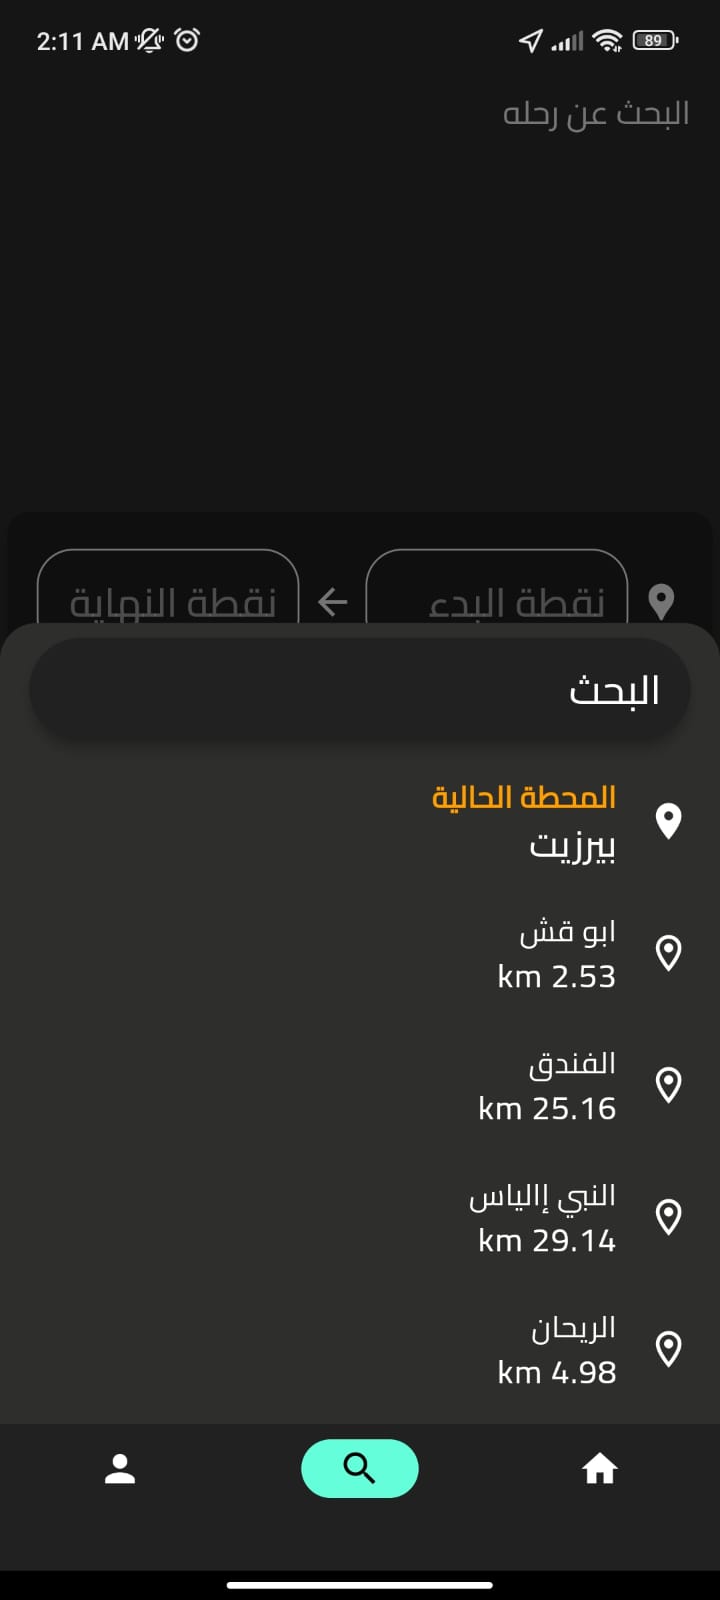 2:11 AM
89
البحث عن رحله
نقطة البدء
نقطة النهاية
البحث
المحطة الحالية
بيرزيت
ابو قش
2.53 km
الفندق
25.16 km
النبي إالياس
29.14 km
الريحان
4.98 km